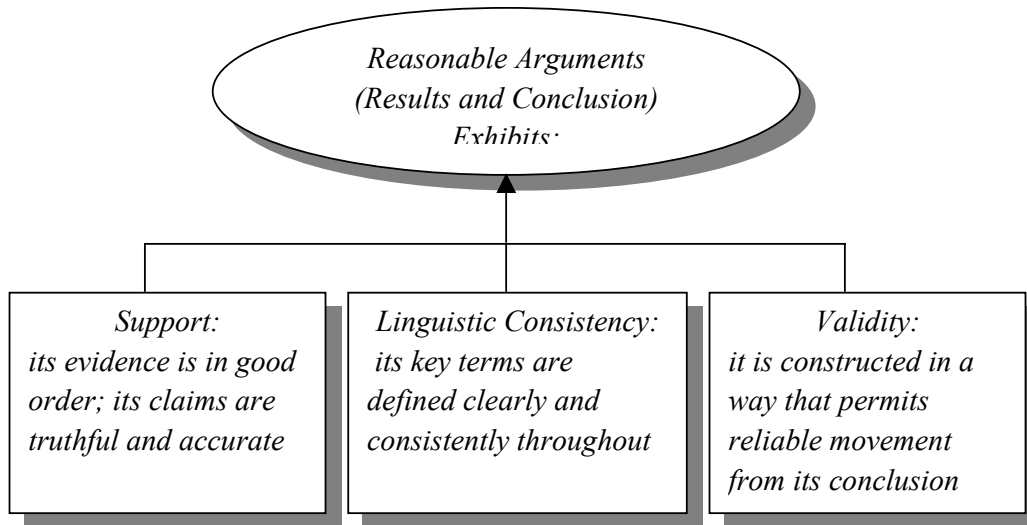 Reasonable Arguments
(Results and Conclusion)
Exhibits:
Support:
its evidence is in good
order; its claims are
truthful and accurate
Linguistic Consistency:
its key terms are
defined clearly and
consistently throughout
Validity:
it is constructed in a
way that permits
reliable movement
from its conclusion